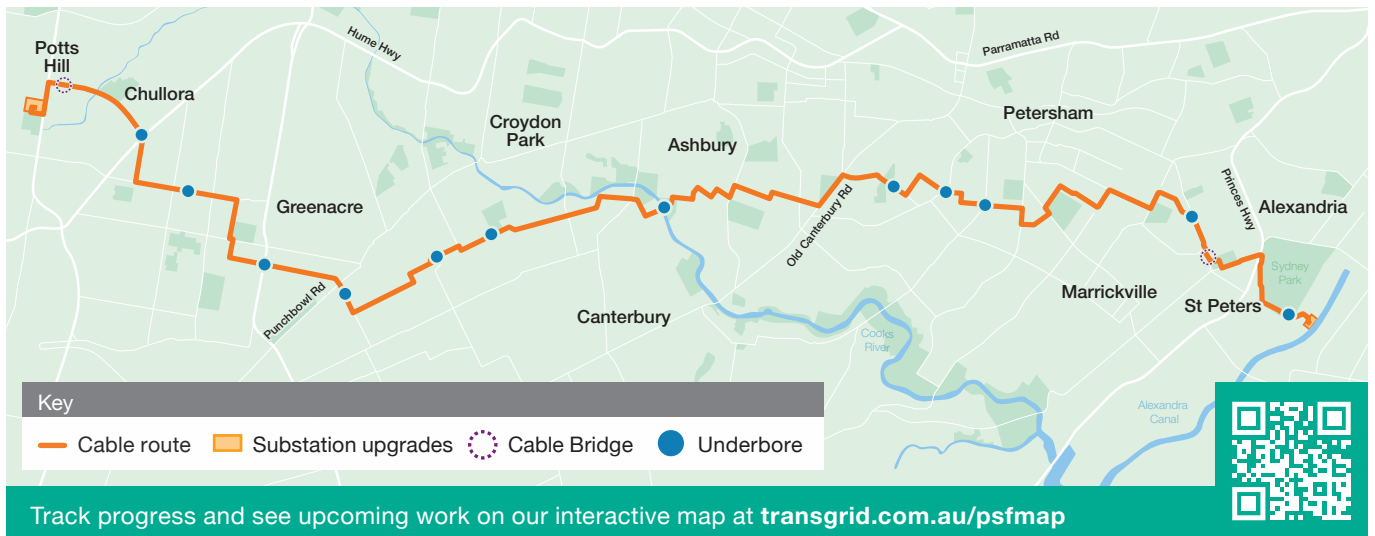 Potts
Hill
Chullora
Hume Hwy
Parramatta Rd
Croydon
Park
Ashbury
Petersham
Greenacre
Princes Hwy
Alexandria
Old Canterbury Rd
Sydney
Park
Punchbowl Rd
Canterbury
Marrickville
St Peters
Cooks
River
Alexandra
Canal
Key
Cable route
Substation upgrades
Cable Bridge
Underbore
Track progress and see upcoming work on our interactive map at transgrid.com.au/psfmap